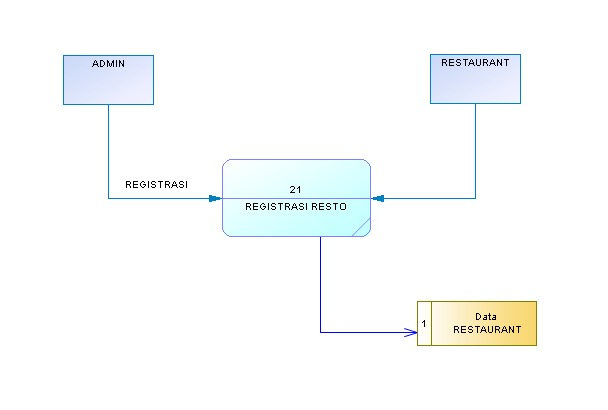 ADMIN
RESTAURANT
REGISTRASI
21
REGISTRASI RESTO
1
Data
RESTAURANT